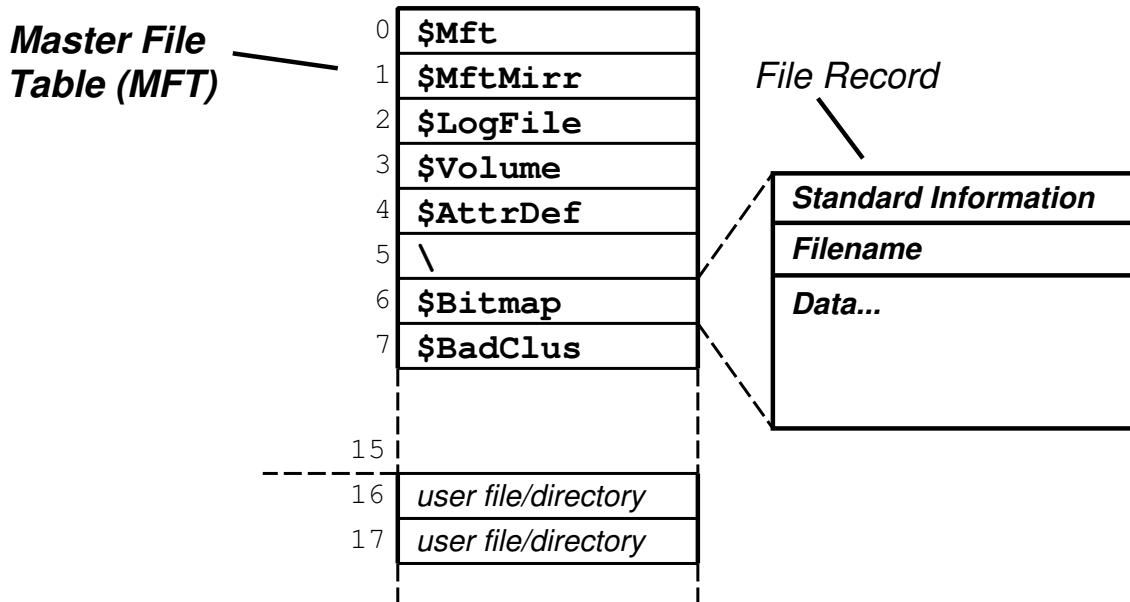 Master File
Table (MFT)
0 $Mft
1 $MftMirr
2 $LogFile
3 $Volume
4 $AttrDef
5 \
6 $Bitmap
7 $BadClus
15
16 user file/directory
17 user file/directory
File Record
Standard Information
Filename
Data...